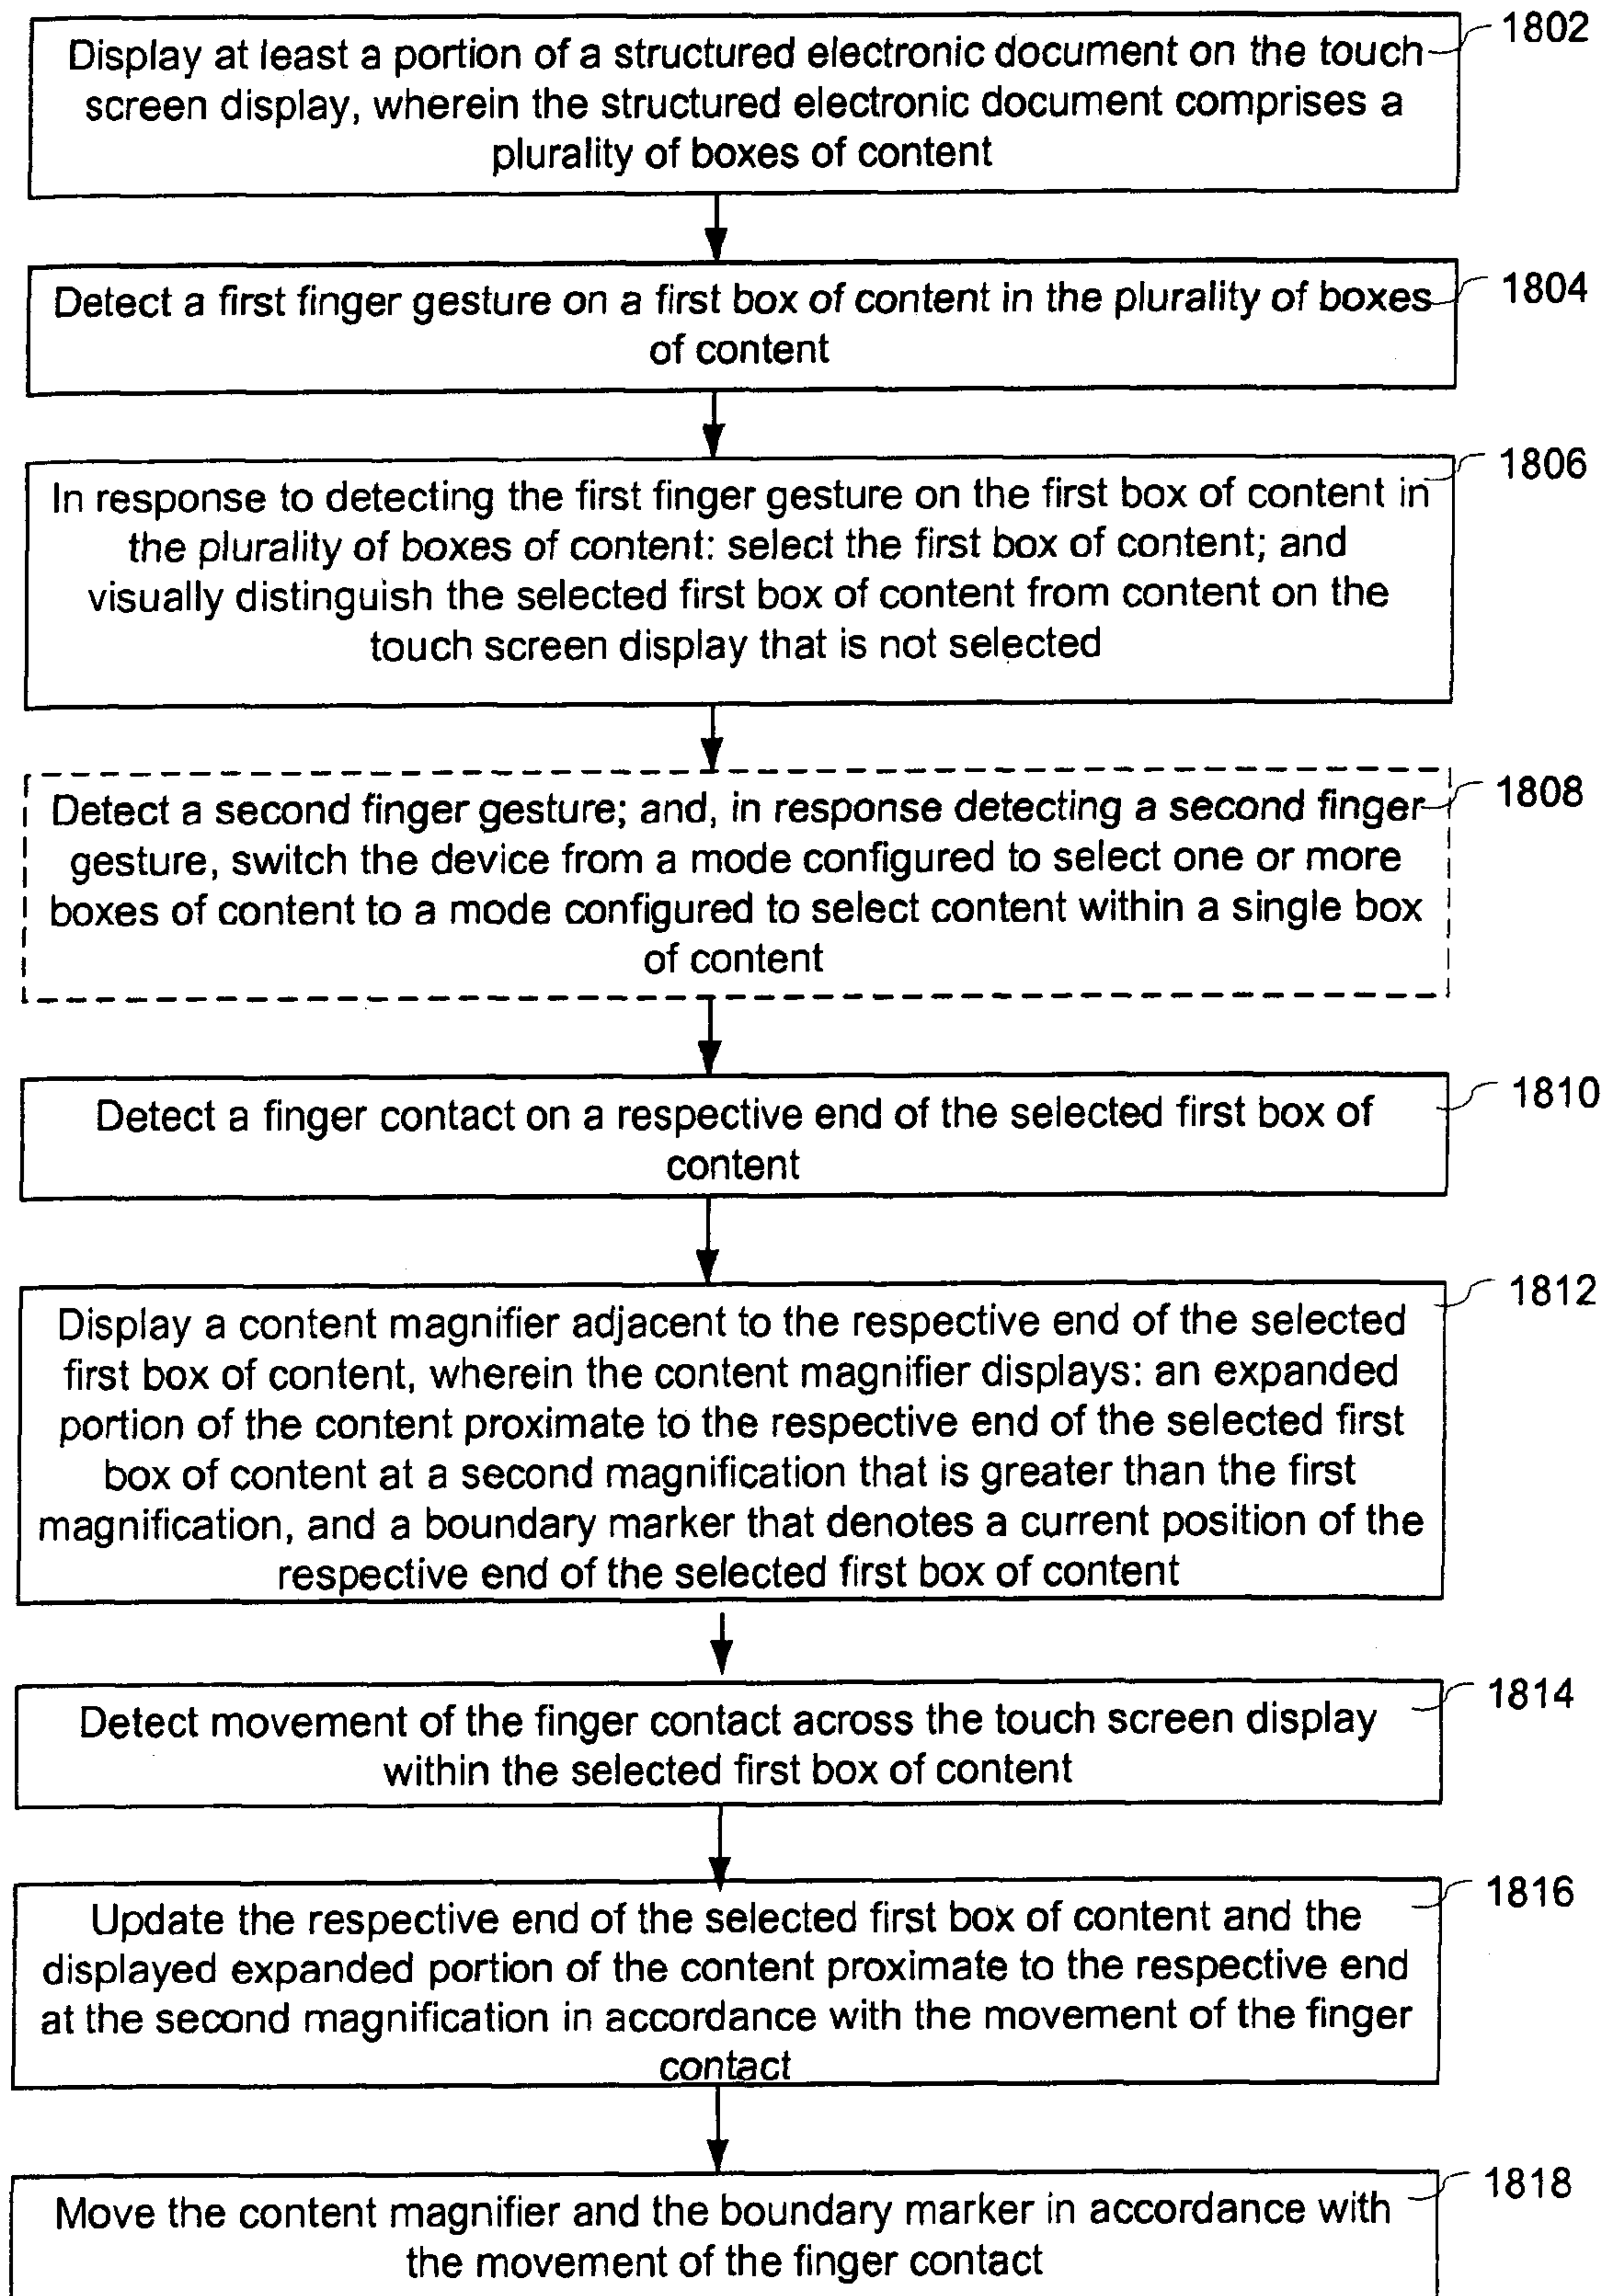 1802
Display at least a portion of a structured electronic document on the touch
screen display, wherein the structured electronic document comprises a
plurality of boxes of content
1804
Detect a first finger gesture on a first box of content in the plurality of boxes
of content
1806
In response to detecting the first finger gesture on the first box of content in
the plurality of boxes of content: select the first box of content; and
visually distinguish the selected first box of content from content on the
touch screen display that is not selected
1808
Detect a second finger gesture; and, in response detecting a second finger
gesture, switch the device from a mode configured to select one or more
boxes of content to a mode configured to select content within a single box
of content
1810
Detect a finger contact on a respective end of the selected first box of
content
1812
Display a content magnifier adjacent to the respective end of the selected
first box of content, wherein the content magnifier displays: an expanded
portion of the content proximate to the respective end of the selected first
box of content at a second magnification that is greater than the first
magnification, and a boundary marker that denotes a current position of the
respective end of the selected first box of content
1814
Detect movement of the finger contact across the touch screen display
within the selected first box of content
1816
Update the respective end of the selected first box of content and the
displayed expanded portion of the content proximate to the respective end
at the second magnification in accordance with the movement of the finger
contact
1818
Move the content magnifier and the boundary marker in accordance with
the movement of the finger contact